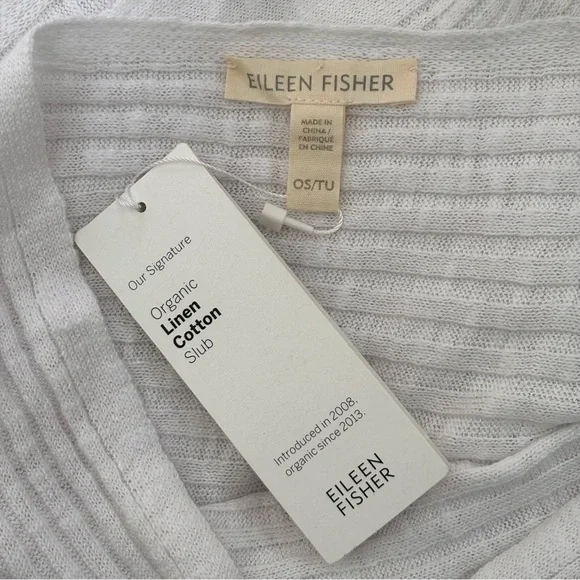 EILEEN FISHER
MADE IN
CHINA/
FABRIQUÉ
EN CHINE
OS/TU
Our Signature
Organic
Linen
Cotton
Slub
Introduced in 2008,
organic since 2013.
EILEEN
FISHER